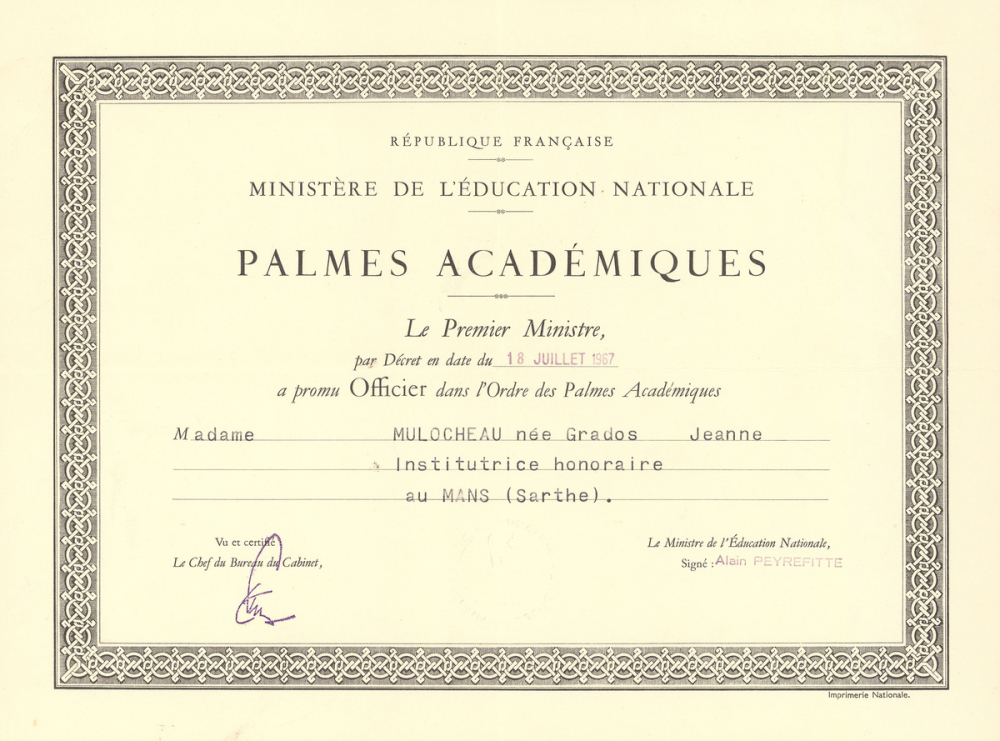 RÉPUBLIQUE FRANÇAISE
MINISTÈRE DE L'ÉDUCATION NATIONALE
PALMES ACADÉMIQUES
Le Premier Ministre,
par Décret en date du 18 JUILLET 1967
a promu Officier dans l'Ordre des Palmes Académiques
Madame MULOCHEAU née Grados Jeanne
Institutrice honoraire
au MANS (Sarthe).
Vu et certifié :
Le Chef du Bureau du Cabinet,
Le Ministre de l'Éducation Nationale,
Signé : Alain PEYREFITTE
Imprimerie Nationale.